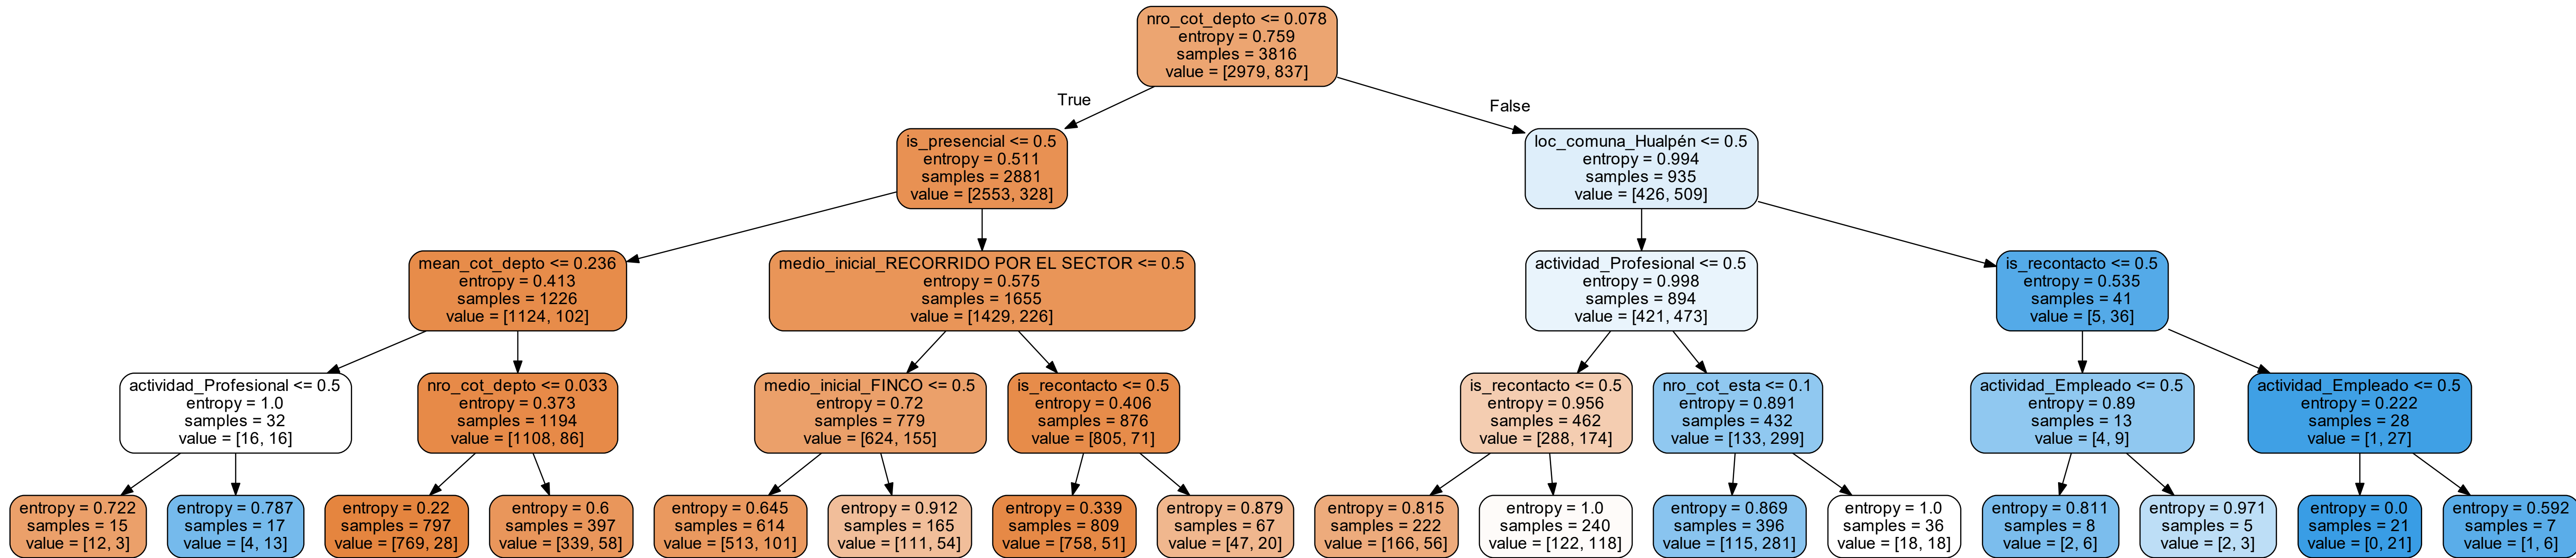 nro_cot_depto <= 0.078
entropy = 0.759
samples = 3816
value = [2979, 837]
True
False
is_presencial <= 0.5
entropy = 0.511
samples = 2881
value = [2553, 328]
loc_comuna_Hualpén <= 0.5
entropy = 0.994
samples = 935
value = [426, 509]
mean_cot_depto <= 0.236
entropy = 0.413
samples = 1226
value = [1124, 102]
medio_inicial_RECORRIDO POR EL SECTOR <= 0.5
entropy = 0.575
samples = 1655
value = [1429, 226]
actividad_Profesional <= 0.5
entropy = 0.998
samples = 894
value = [421, 473]
is_recontacto <= 0.5
entropy = 0.535
samples = 41
value = [5, 36]
actividad_Profesional <= 0.5
entropy = 1.0
samples = 32
value = [16, 16]
nro_cot_depto <= 0.033
entropy = 0.373
samples = 1194
value = [1108, 86]
medio_inicial_FINCO <= 0.5
entropy = 0.72
samples = 779
value = [624, 155]
is_recontacto <= 0.5
entropy = 0.406
samples = 876
value = [805, 71]
is_recontacto <= 0.5
entropy = 0.956
samples = 462
value = [288, 174]
nro_cot_esta <= 0.1
entropy = 0.891
samples = 432
value = [133, 299]
actividad_Empleado <= 0.5
entropy = 0.89
samples = 13
value = [4, 9]
actividad_Empleado <= 0.5
entropy = 0.222
samples = 28
value = [1, 27]
entropy = 0.722
samples = 15
value = [12, 3]
entropy = 0.787
samples = 17
value = [4, 13]
entropy = 0.22
samples = 797
value = [769, 28]
entropy = 0.6
samples = 397
value = [339, 58]
entropy = 0.645
samples = 614
value = [513, 101]
entropy = 0.912
samples = 165
value = [111, 54]
entropy = 0.339
samples = 809
value = [758, 51]
entropy = 0.879
samples = 67
value = [47, 20]
entropy = 0.815
samples = 222
value = [166, 56]
entropy = 1.0
samples = 240
value = [122, 118]
entropy = 0.869
samples = 396
value = [115, 281]
entropy = 1.0
samples = 36
value = [18, 18]
entropy = 0.811
samples = 8
value = [2, 6]
entropy = 0.971
samples = 5
value = [2, 3]
entropy = 0.0
samples = 21
value = [0, 21]
entropy = 0.592
samples = 7
value = [1, 6]